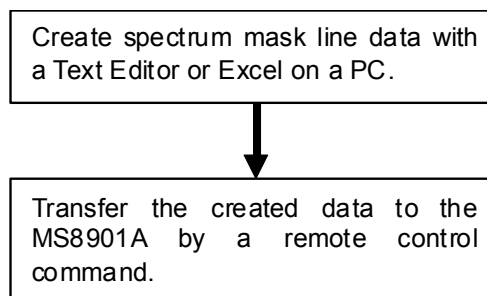 Create spectrum mask line data with
a Text Editor or Excel on a PC.
Transfer the created data to the
MS8901A by a remote control
command.